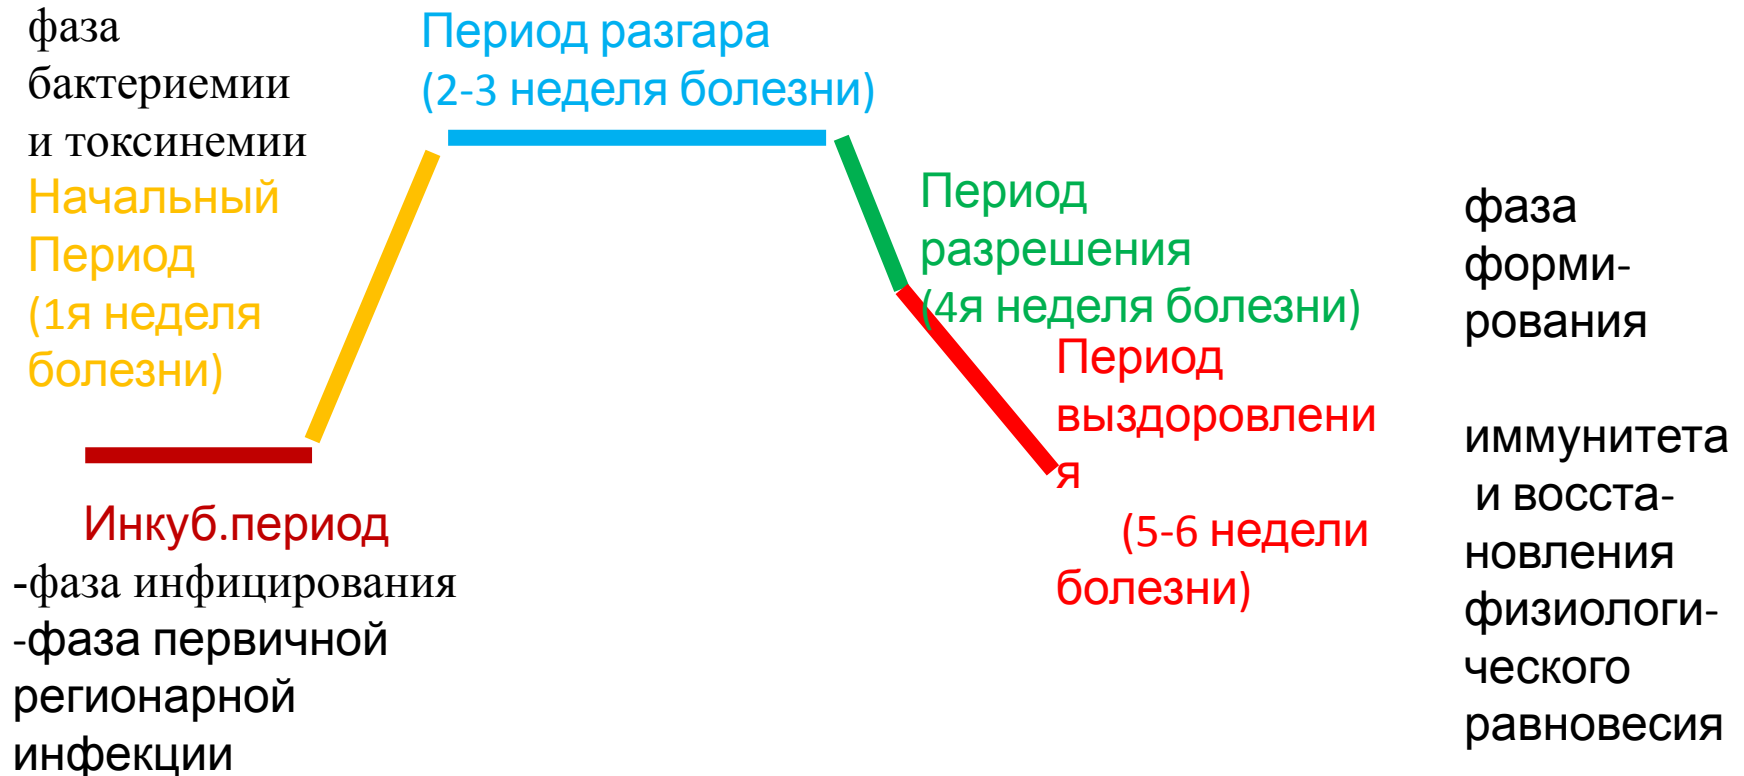 фаза
бактериемии
и токсинемии
Начальный
Период
(1я неделя
болезни)
Период разгара
(2-3 неделя болезни)
Период
разрешения
(4я неделя болезни)
Период
выздоровлени
я
(5-6 недели
болезни)
фаза
форми-
рования
иммунитета
и восста-
новления
физиологи-
ческого
равновесия
Инкуб.период
-фаза инфицирования
-фаза первичной
регионарной
инфекции